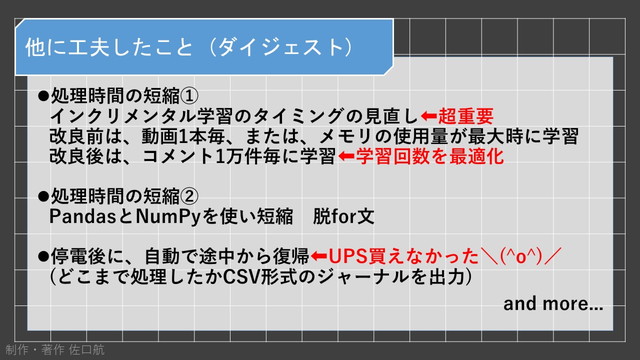 他に工夫したこと（ダイジェスト）
●処理時間の短縮①
インクリメンタル学習のタイミングの見直し⬅超重要
改良前は、動画1本毎、または、メモリの使用量が最大時に学習
改良後は、コメント1万件毎に学習⬅学習回数を最適化
●処理時間の短縮②
PandasとNumPyを使い短縮　脱for文
●停電後に、自動で途中から復帰⬅UPS買えなかった＼(^o^)／
(どこまで処理したかCSV形式のジャーナルを出力)
and more...
制作・著作 佐口航